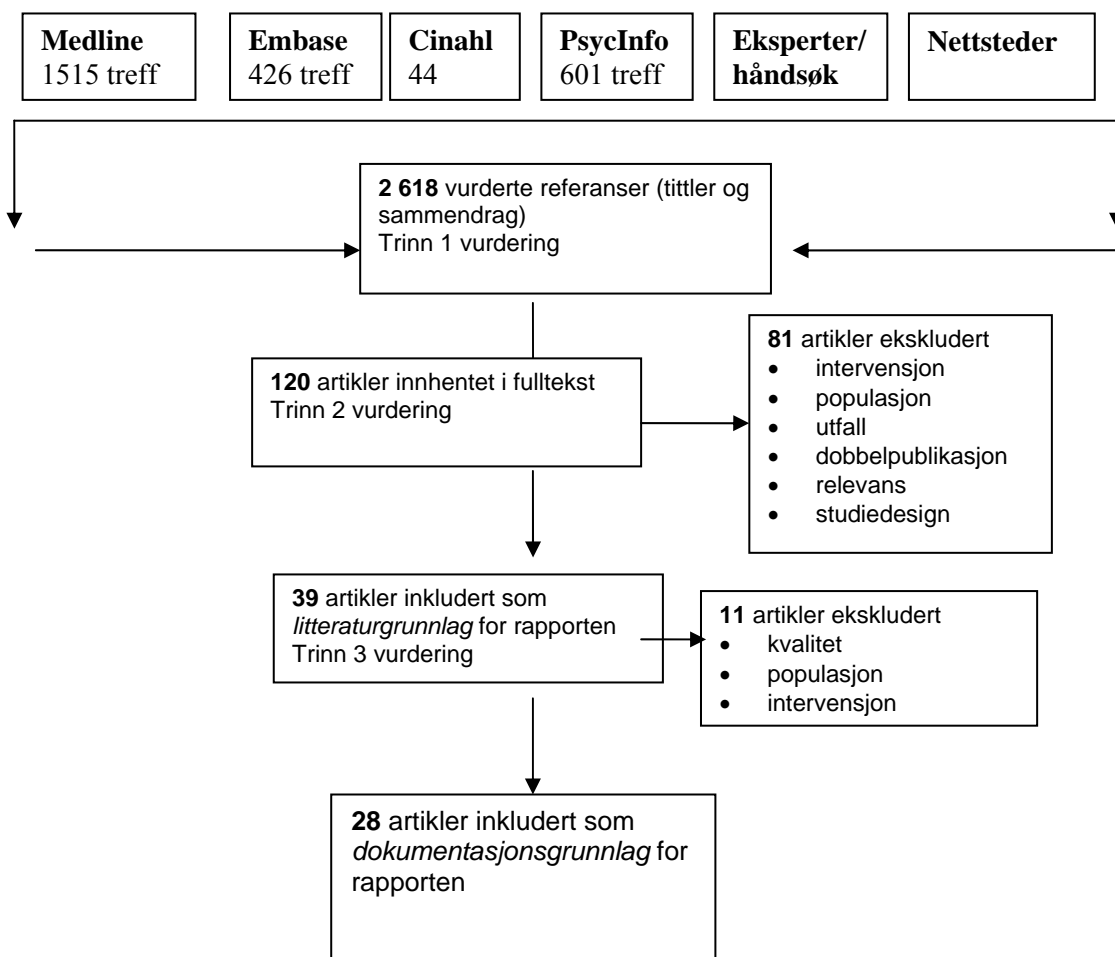 Medline
1515 treff
Embase
426 treff
Cinahl
44
PsycInfo
601 treff
Eksperter/
håndsøk
Nettsteder
2 618 vurderte referanser (tittler og
sammendrag)
Trinn 1 vurdering
120 artikler innhentet i fulltekst
Trinn 2 vurdering
81 artikler ekskludert
• intervensjon
• populasjon
• utfall
• dobbelpublikasjon
• relevans
• studiedesign
39 artikler inkludert som
litteraturgrunnlag for rapporten
Trinn 3 vurdering
11 artikler ekskludert
• kvalitet
• populasjon
• intervensjon
28 artikler inkludert som
dokumentasjonsgrunnlag for
rapporten